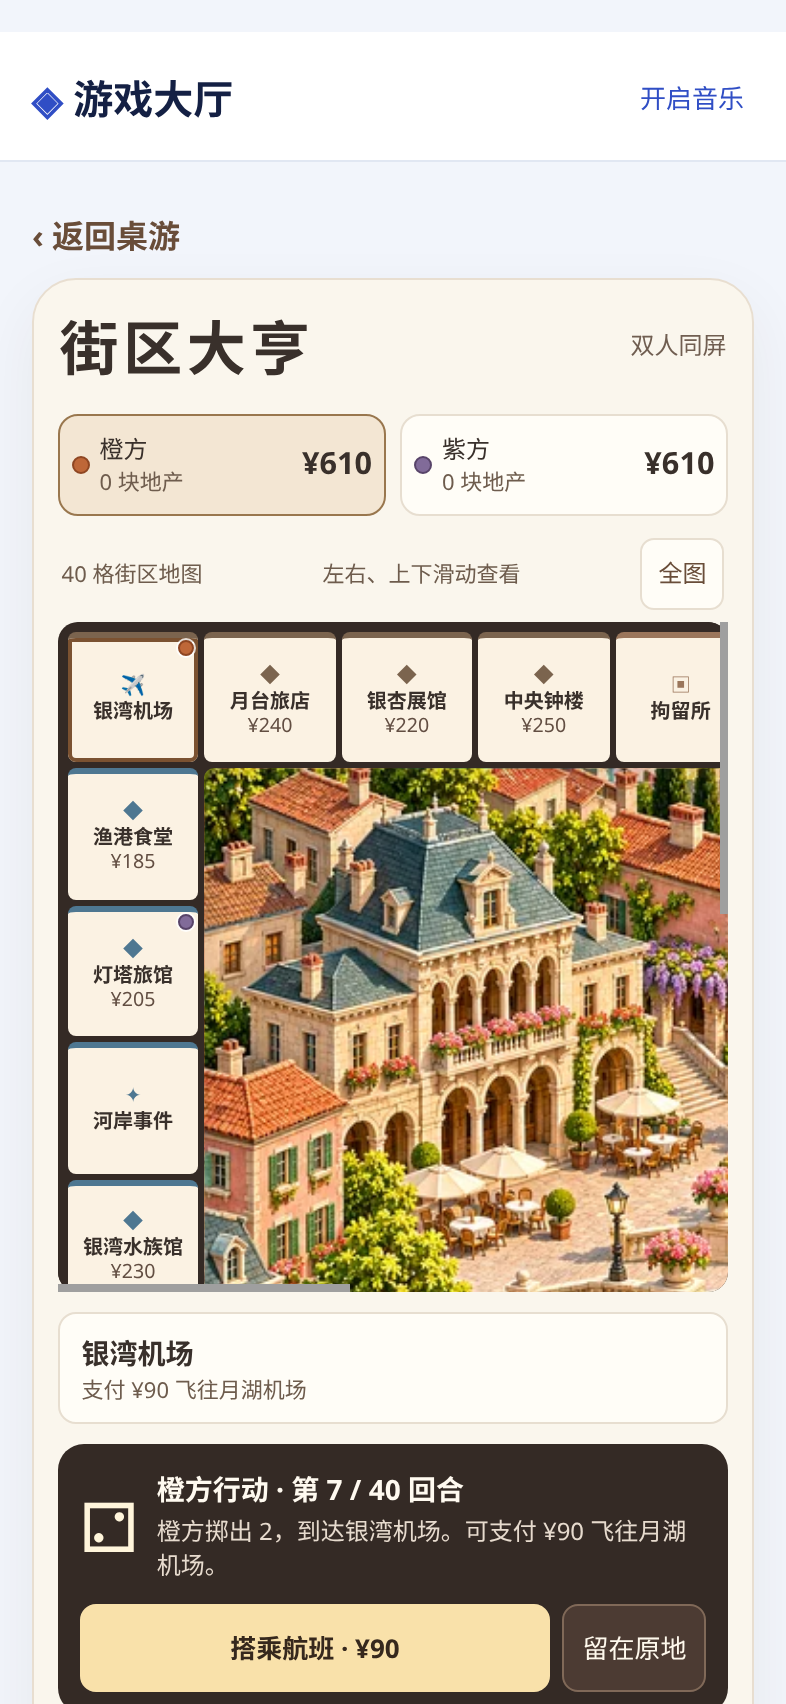 游戏大厅
开启音乐
‹ 返回桌游
街区大亨
双人同屏
橙方
0 块地产
¥610
紫方
0 块地产
¥610
40 格街区地图
左右、上下滑动查看
全图
银湾机场
月台旅店
¥240
银杏展馆
¥220
中央钟楼
¥250
拘留所
渔港食堂
¥185
灯塔旅馆
¥205
河岸事件
银湾水族馆
¥230
银湾机场
支付 ¥90 飞往月湖机场
橙方行动 · 第 7 / 40 回合
橙方掷出 2，到达银湾机场。可支付 ¥90 飞往月湖
机场。
搭乘航班 · ¥90
留在原地